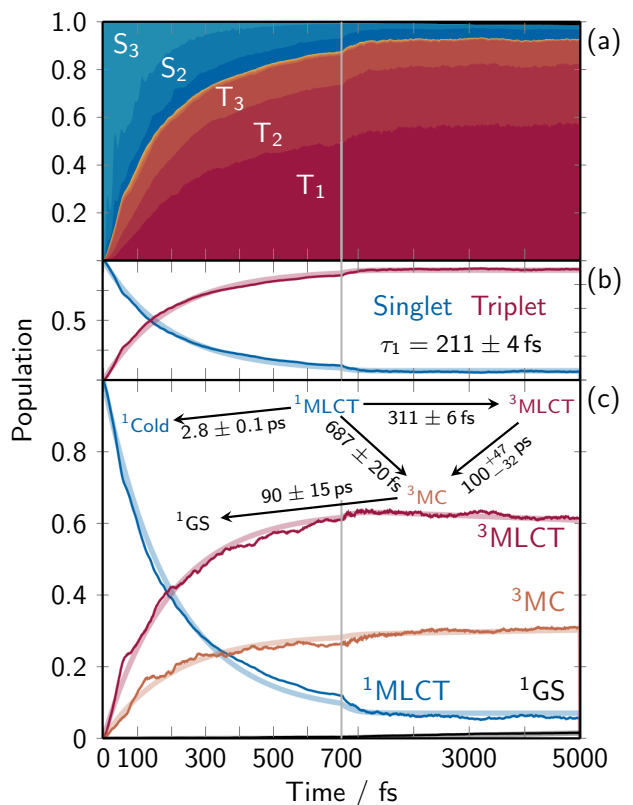 1.0
0.8
0.6
0.4
0.2
S₃
S₂
T₃
T₂
T₁
(a)
0.5
Singlet Triplet
τ₁ = 211 ± 4 fs
(b)
Population
0.8
0.6
0.4
0.2
0
¹Cold
2.8 ± 0.1 ps
¹MLCT
311 ± 6 fs
³MLCT
(c)
687 ± 20 fs
100⁺⁴⁷₋₃₂ ps
³MC
90 ± 15 ps
¹GS
³MLCT
³MC
¹MLCT
¹GS
0 100 300 500 700 3000 5000
Time / fs